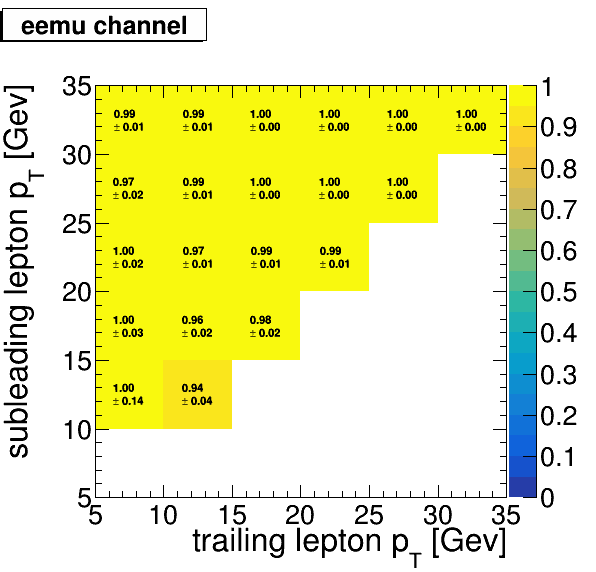 eemu channel
subleading lepton p_T [Gev]
35
30
25
20
15
10
5
0.99 0.99 1.00 1.00 1.00 1.00
± 0.01 ± 0.01 ± 0.00 ± 0.00 ± 0.00 ± 0.00
0.97 0.99 1.00 1.00 1.00
± 0.02 ± 0.01 ± 0.00 ± 0.00 ± 0.00
1.00 0.97 0.99 0.99
± 0.02 ± 0.01 ± 0.01 ± 0.01
1.00 0.96 0.98
± 0.03 ± 0.02 ± 0.02
1.00 0.94
± 0.14 ± 0.04
5 10 15 20 25 30 35
trailing lepton p_T [Gev]
1
0.9
0.8
0.7
0.6
0.5
0.4
0.3
0.2
0.1
0